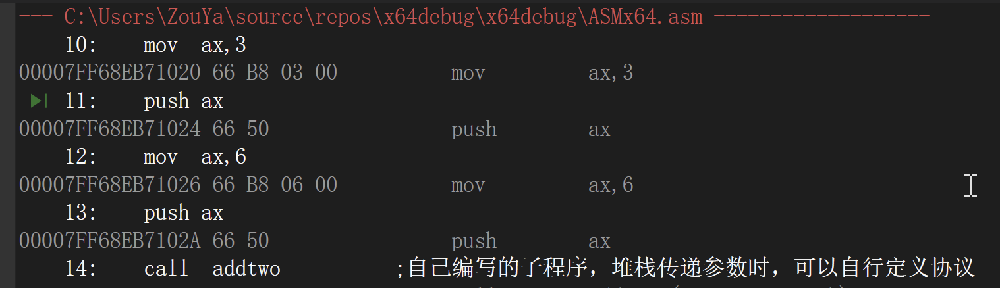 --- C:\Users\ZouYa\source\repos\x64debug\x64debug\ASMx64.asm -------------------
10: mov ax,3
00007FF68EB71020 66 B8 03 00 mov ax,3
11: push ax
00007FF68EB71024 66 50 push ax
12: mov ax,6
00007FF68EB71026 66 B8 06 00 mov ax,6
13: push ax
00007FF68EB7102A 66 50 push ax
14: call addtwo ;自己编写的子程序，堆栈传递参数时，可以自行定义协议